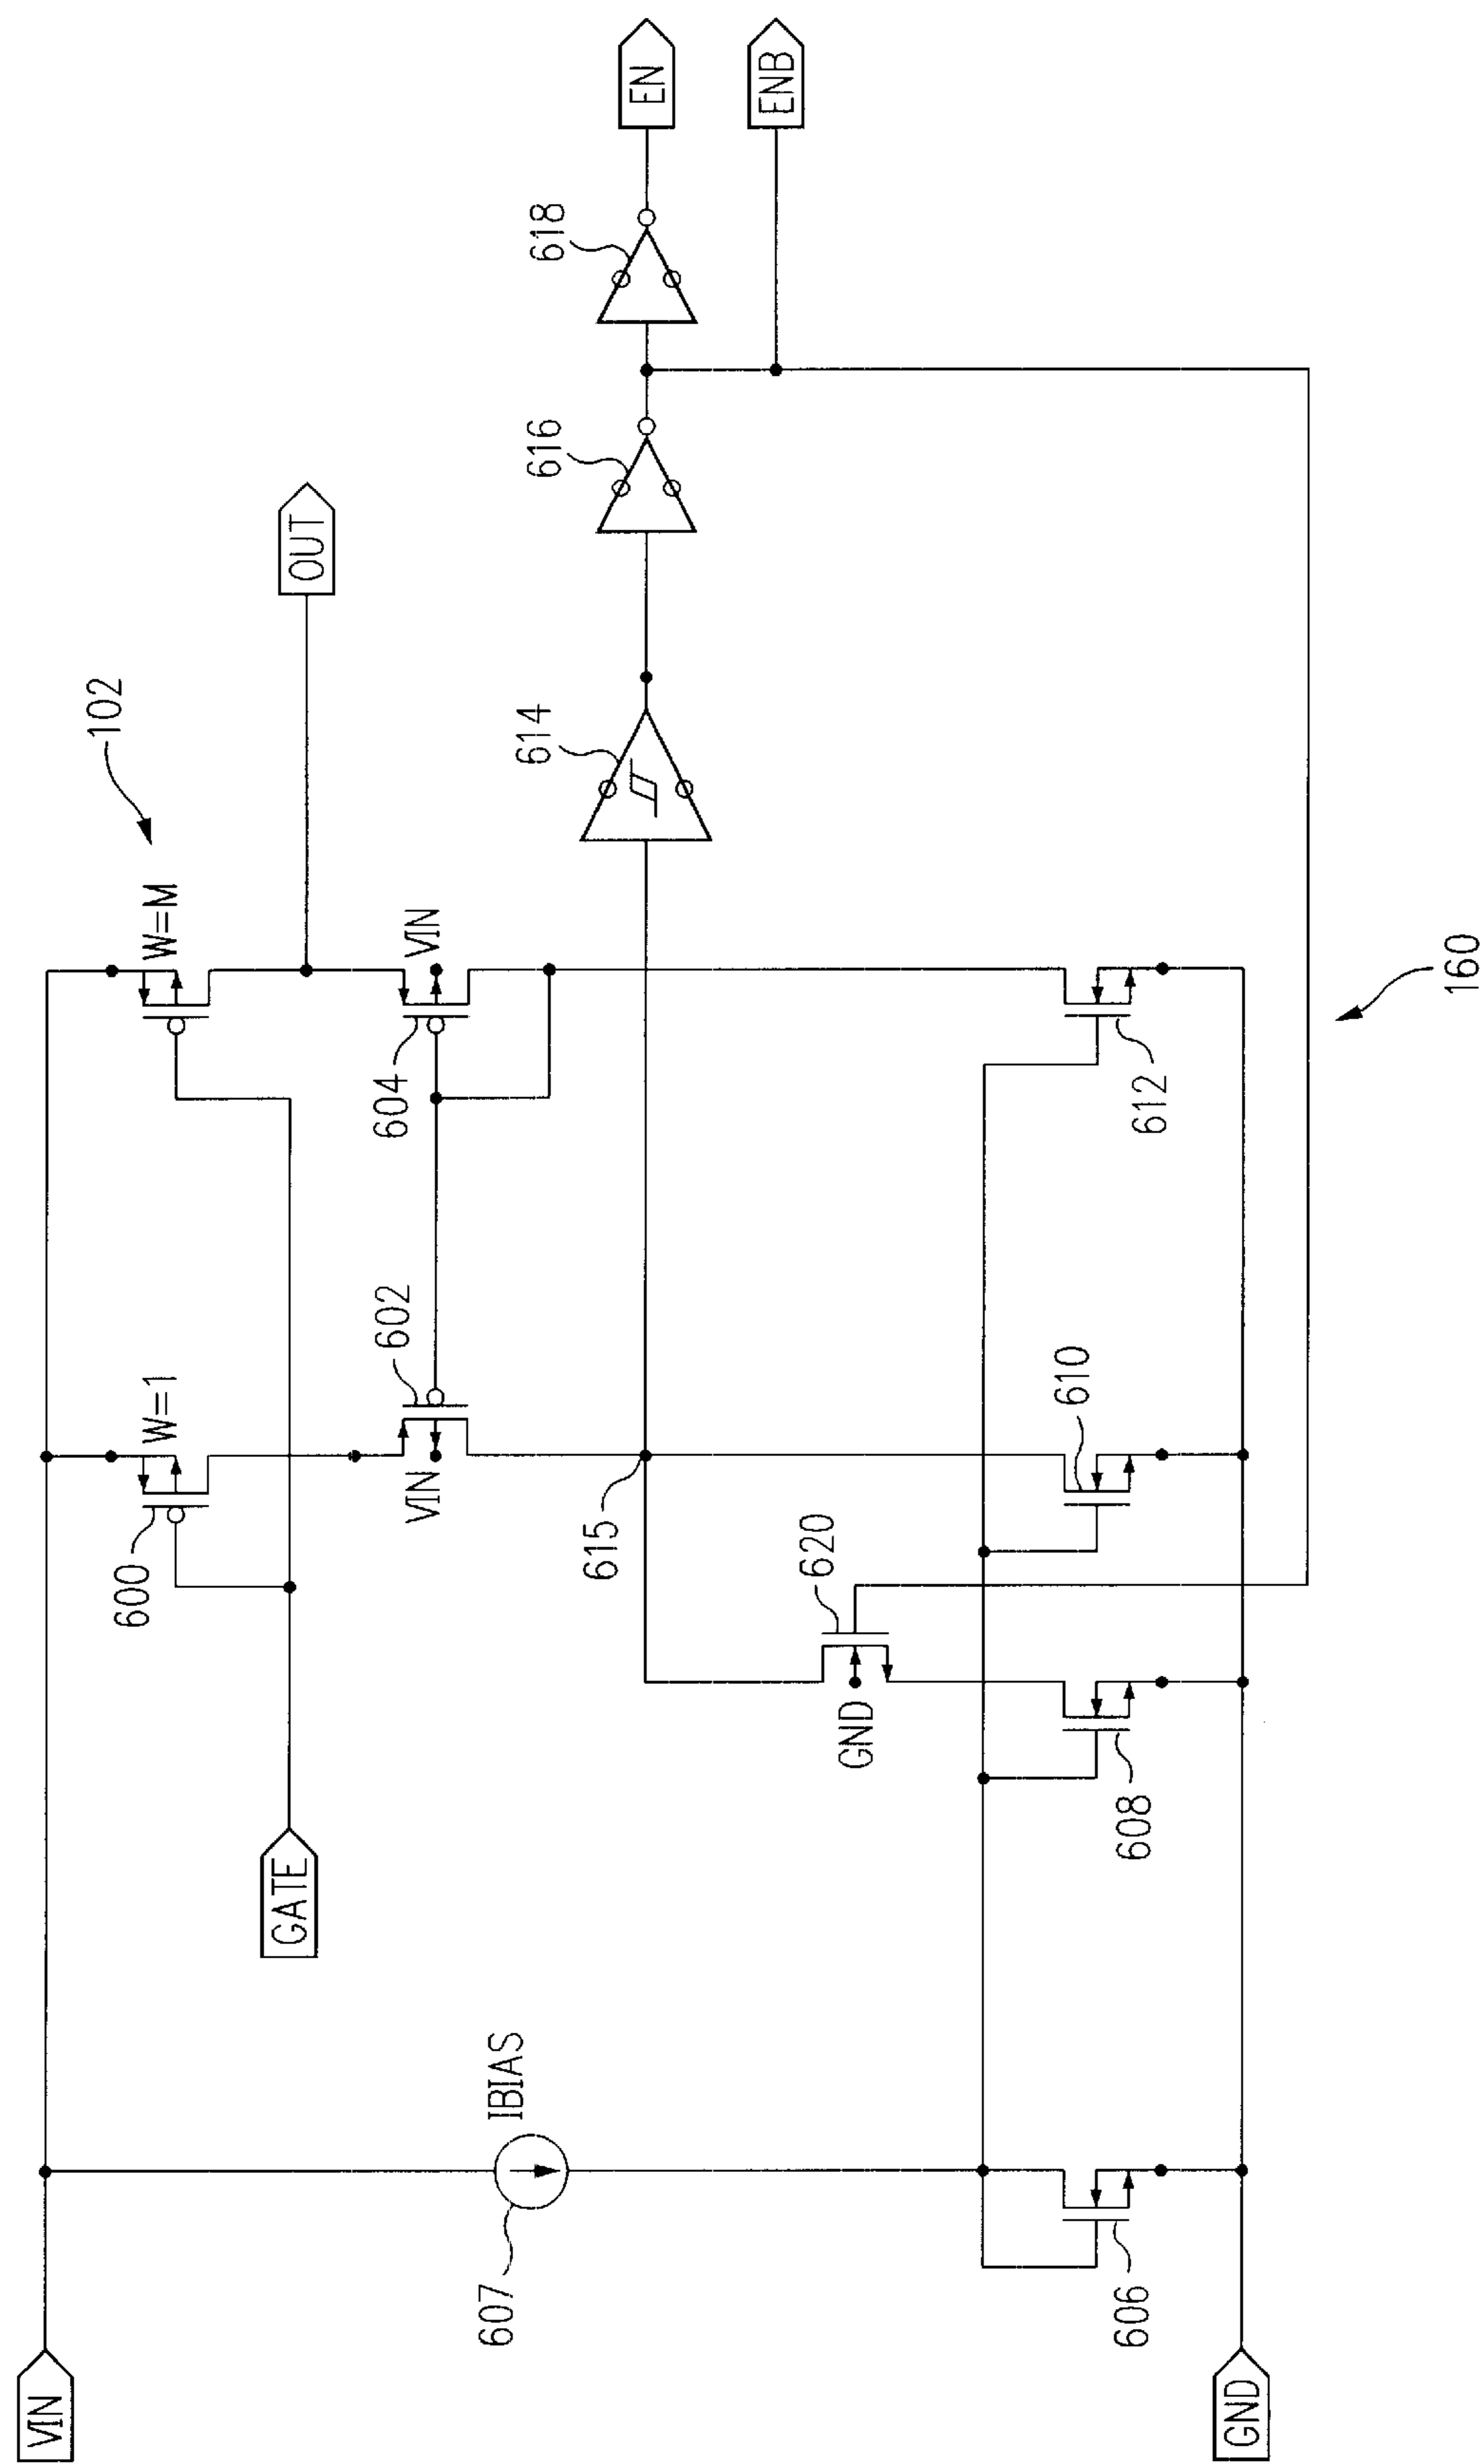 VIN
GATE
GND
IBIAS
607
606
600
W=1
VIN
602
615
620
GND
608
610
102
W=M
OUT
604
VIN
612
614
616
618
EN
ENB
160